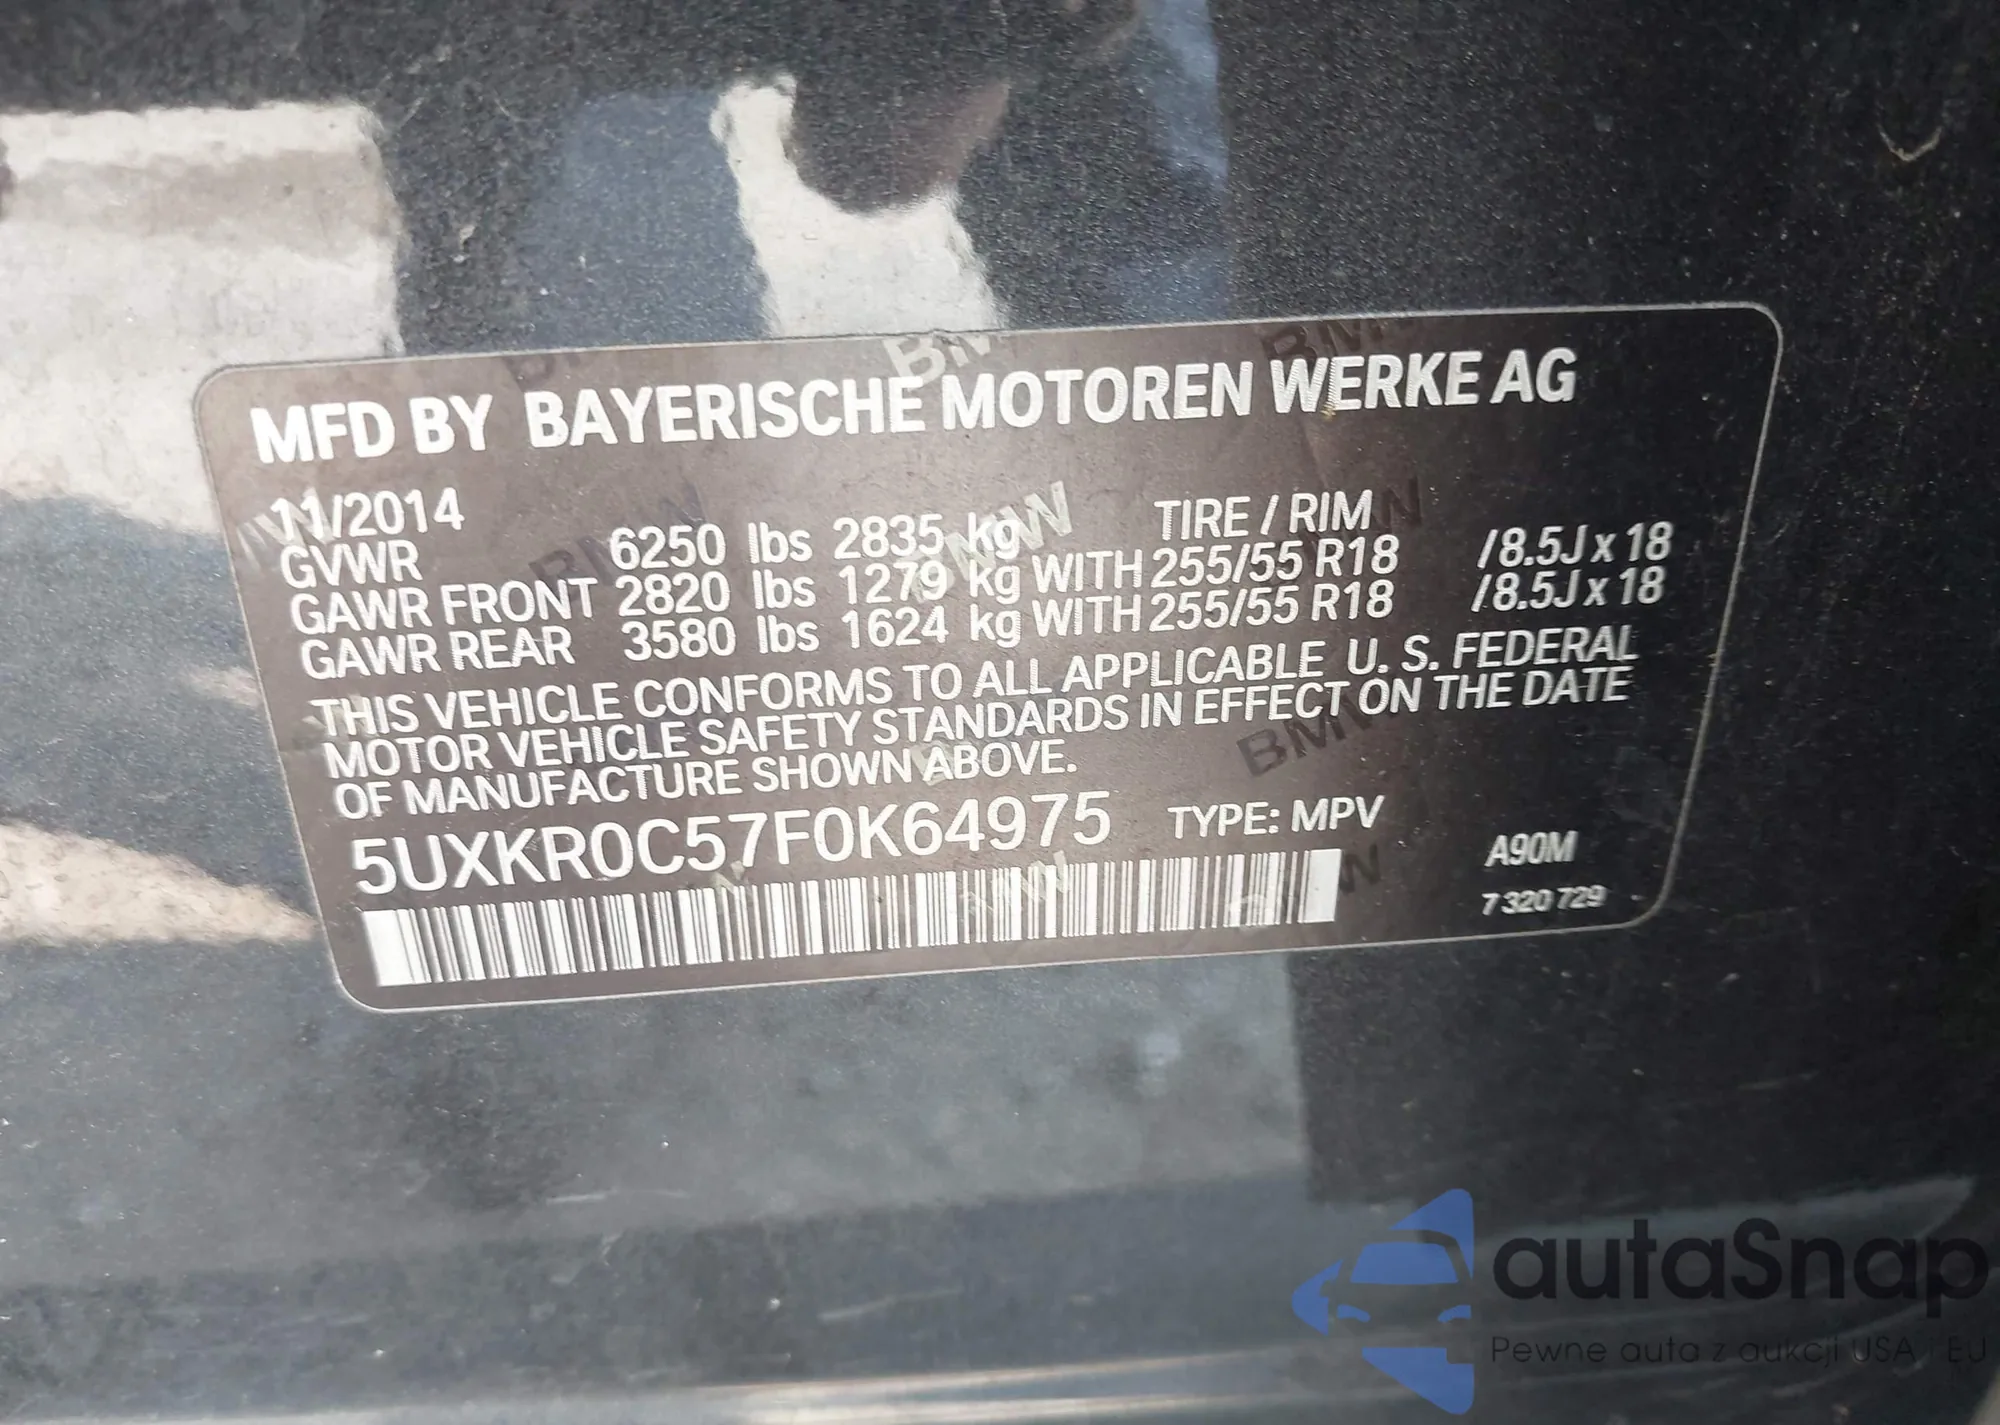 MFD BY BAYERISCHE MOTOREN WERKE AG
11/2014 TIRE / RIM
GVWR 6250 lbs 2835 kg
GAWR FRONT 2820 lbs 1279 kg WITH 255/55 R18 /8.5J x 18
GAWR REAR 3580 lbs 1624 kg WITH 255/55 R18 /8.5J x 18
THIS VEHICLE CONFORMS TO ALL APPLICABLE U. S. FEDERAL
MOTOR VEHICLE SAFETY STANDARDS IN EFFECT ON THE DATE
OF MANUFACTURE SHOWN ABOVE.
5UXKR0C57F0K64975 TYPE: MPV
A90M
7 320 729
autaSnap
Pewne auta z aukcji USA i EU